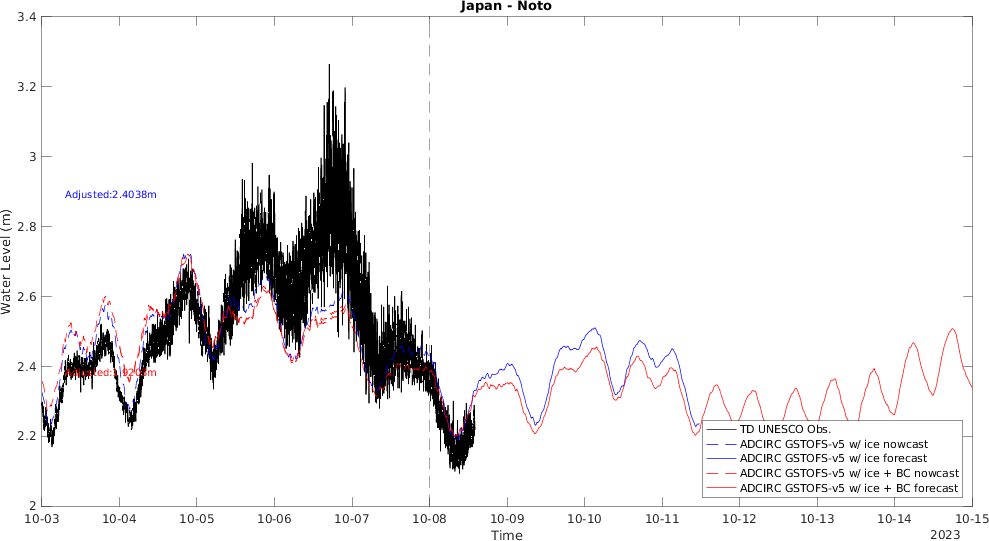 Japan - Noto
3.4
3.2
3
2.8
2.6
2.4
2.2
2
Water Level (m)
Adjusted:2.4038m
10-03
10-04
10-05
10-06
10-07
10-08
10-09
10-10
10-11
10-12
10-13
10-14
10-15
Time
2023
TD UNESCO Obs.
ADCIRC GSTOFS-v5 w/ ice nowcast
ADCIRC GSTOFS-v5 w/ ice forecast
ADCIRC GSTOFS-v5 w/ ice + BC nowcast
ADCIRC GSTOFS-v5 w/ ice + BC forecast